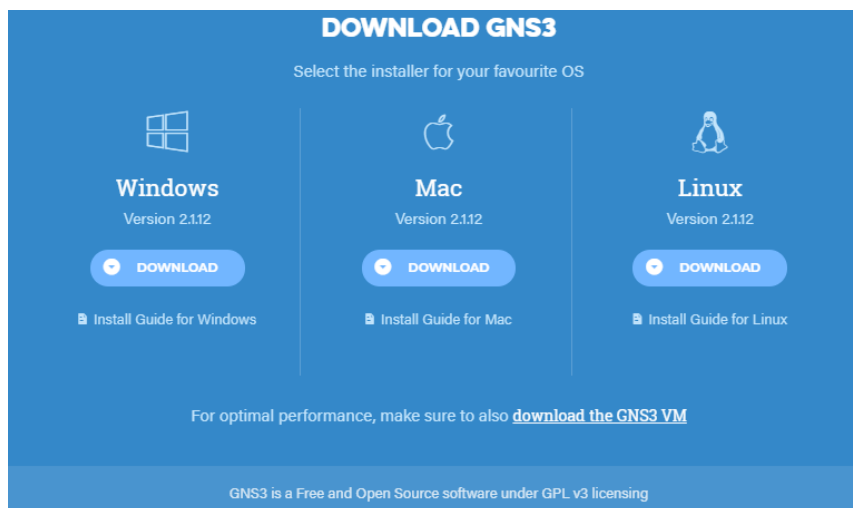 DOWNLOAD GNS3
Select the installer for your favourite OS
Windows
Version 2.1.12
DOWNLOAD
Install Guide for Windows
Mac
Version 2.1.12
DOWNLOAD
Install Guide for Mac
Linux
Version 2.1.12
DOWNLOAD
Install Guide for Linux
For optimal performance, make sure to also download the GNS3 VM
GNS3 is a Free and Open Source software under GPL v3 licensing